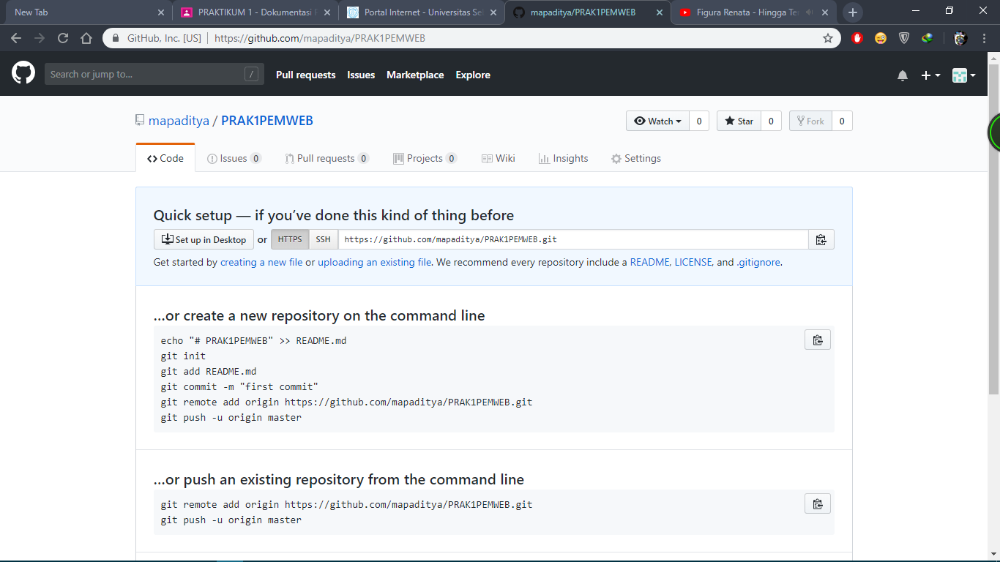 New Tab
PRAKTIKUM 1 - Dokumentasi
Portal Internet - Universitas
mapaditya/PRAK1PEMWEB
Figura Renata - Hingga
GitHub, Inc. [US]
https://github.com/mapaditya/PRAK1PEMWEB
Search or jump to...
/
Pull requests
Issues
Marketplace
Explore
mapaditya / PRAK1PEMWEB
Watch 0
Star 0
Fork 0
Code
Issues 0
Pull requests 0
Projects 0
Wiki
Insights
Settings
Quick setup — if you’ve done this kind of thing before
Set up in Desktop or HTTPS SSH https://github.com/mapaditya/PRAK1PEMWEB.git
Get started by creating a new file or uploading an existing file. We recommend every repository include a README, LICENSE, and .gitignore.
…or create a new repository on the command line
echo "# PRAK1PEMWEB" >> README.md
git init
git add README.md
git commit -m "first commit"
git remote add origin https://github.com/mapaditya/PRAK1PEMWEB.git
git push -u origin master
…or push an existing repository from the command line
git remote add origin https://github.com/mapaditya/PRAK1PEMWEB.git
git push -u origin master